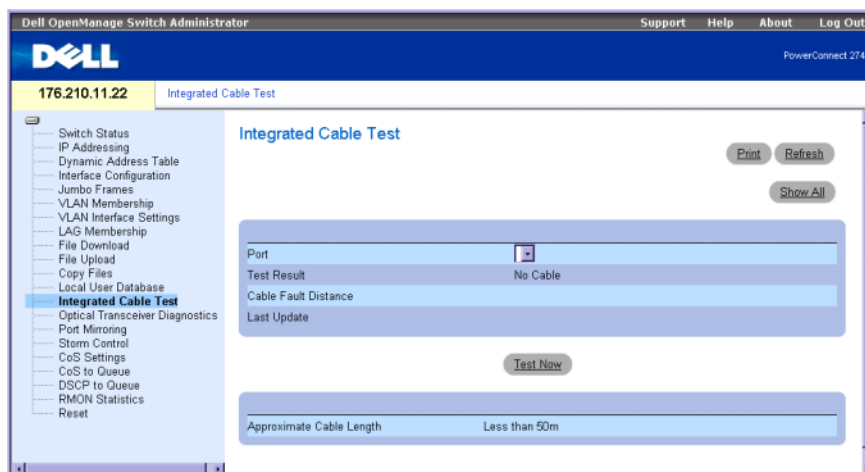 Dell OpenManage Switch Administrator
Support Help About Log Out
DELL
PowerConnect 274
176.210.11.22
Integrated Cable Test
Switch Status
IP Addressing
Dynamic Address Table
Interface Configuration
Jumbo Frames
VLAN Membership
VLAN Interface Settings
LAG Membership
File Download
File Upload
Copy Files
Local User Database
Integrated Cable Test
Optical Transceiver Diagnostics
Port Mirroring
Storm Control
CoS Settings
CoS to Queue
DSCP to Queue
RMON Statistics
Reset
Integrated Cable Test
Print Refresh
Show All
Port
Test Result No Cable
Cable Fault Distance
Last Update
Test Now
Approximate Cable Length Less than 50m